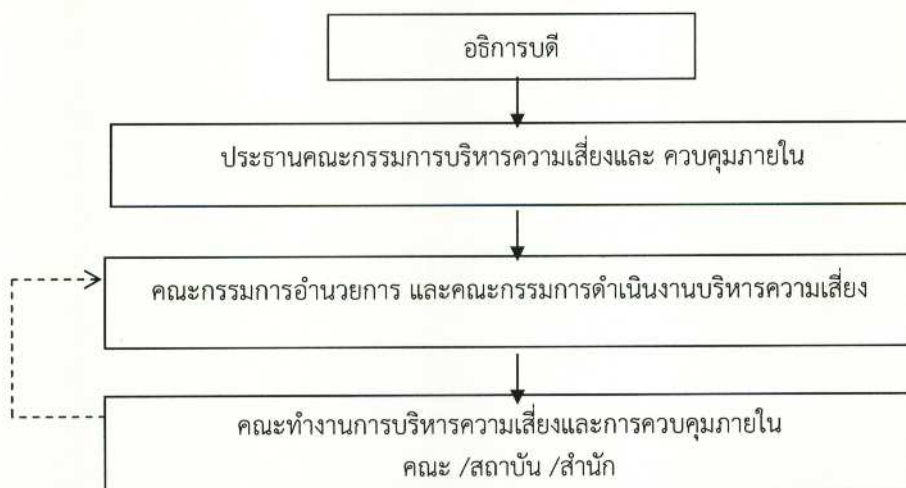 อธิการบดี
ประธานคณะกรรมการบริหารความเสี่ยงและ ควบคุมภายใน
คณะกรรมการอำนวยการ และคณะกรรมการดำเนินงานบริหารความเสี่ยง
คณะทำงานการบริหารความเสี่ยงและการควบคุมภายใน
คณะ /สถาบัน /สำนัก